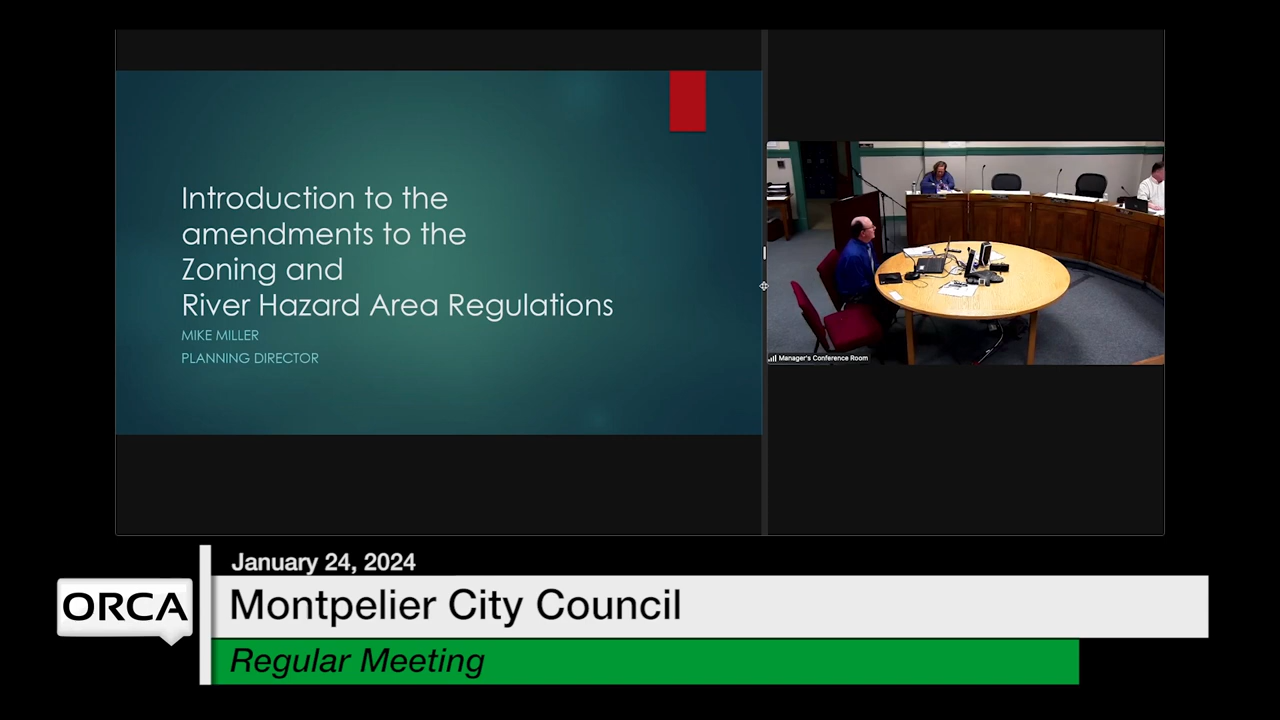 Introduction to the
amendments to the
Zoning and
River Hazard Area Regulations
MIKE MILLER
PLANNING DIRECTOR
Manager's Conference Room
January 24, 2024
ORCA
Montpelier City Council
Regular Meeting